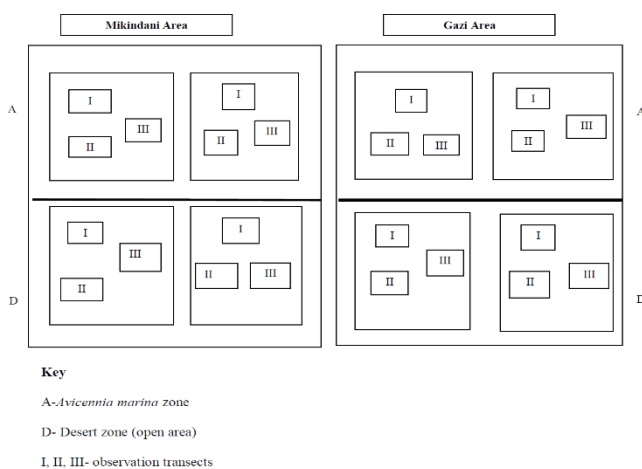 Mikindani Area Gazi Area
A A
I I I I
III III III
II II II III II
D D
I I I I
III III
II II III II II III
Key
A-Avicennia marina zone
D- Desert zone (open area)
I, II, III- observation transects